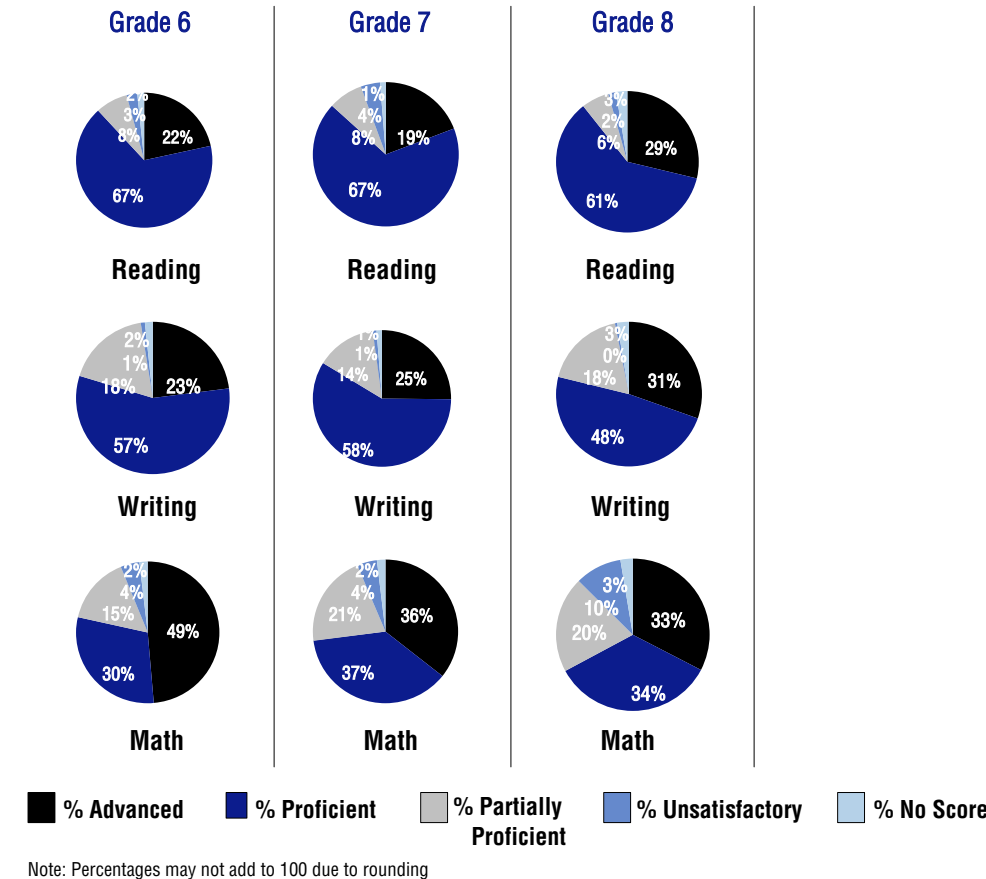 Grade 6
Grade 7
Grade 8
2%
3%
8%
22%
67%
Reading
1%
4%
8%
19%
67%
Reading
3%
2%
6%
29%
61%
Reading
2%
1%
18%
23%
57%
Writing
1%
1%
14%
25%
58%
Writing
3%
0%
18%
31%
48%
Writing
2%
4%
15%
49%
30%
Math
2%
4%
21%
36%
37%
Math
3%
10%
20%
33%
34%
Math
% Advanced
% Proficient
% Partially
Proficient
% Unsatisfactory
% No Score
Note: Percentages may not add to 100 due to rounding